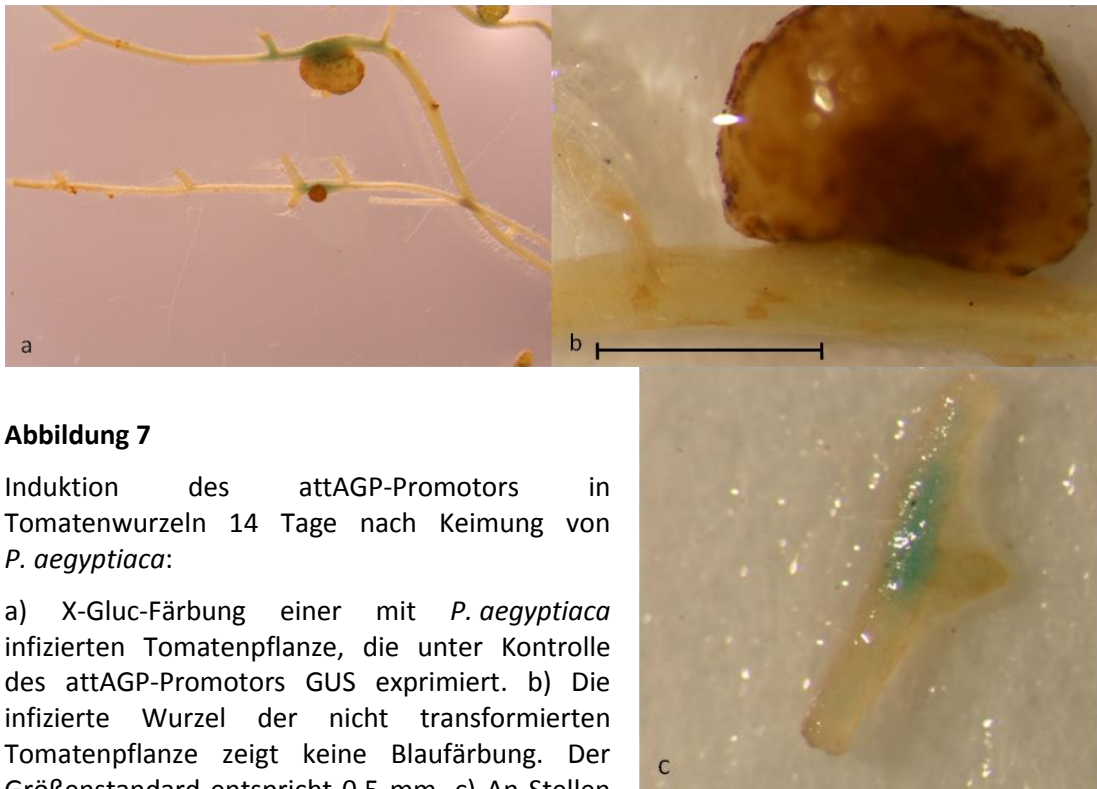 a
b
Abbildung 7
Induktion des attAGP-Promotors in
Tomatenwurzeln 14 Tage nach Keimung von
P. aegyptiaca:
a) X-Gluc-Färbung einer mit P. aegyptiaca
infizierten Tomatenpflanze, die unter Kontrolle
des attAGP-Promotors GUS exprimiert. b) Die
infizierte Wurzel der nicht transformierten
Tomatenpflanze zeigt keine Blaufärbung. Der
Größenstandard entspricht 0,5 mm. c) An Stellen
c